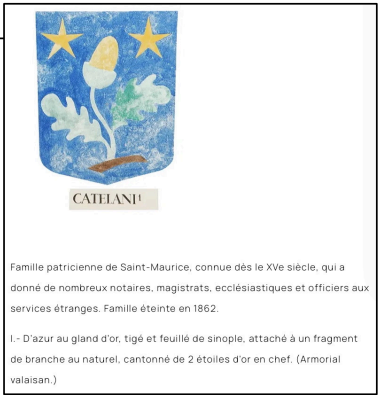 CATELANI¹
Famille patricienne de Saint-Maurice, connue dès le XVe siècle, qui a
donné de nombreux notaires, magistrats, ecclésiastiques et officiers aux
services étranges. Famille éteinte en 1862.
I.- D'azur au gland d'or, tigé et feuillé de sinople, attaché à un fragment
de branche au naturel, cantonné de 2 étoiles d'or en chef. (Armorial
valaisan.)